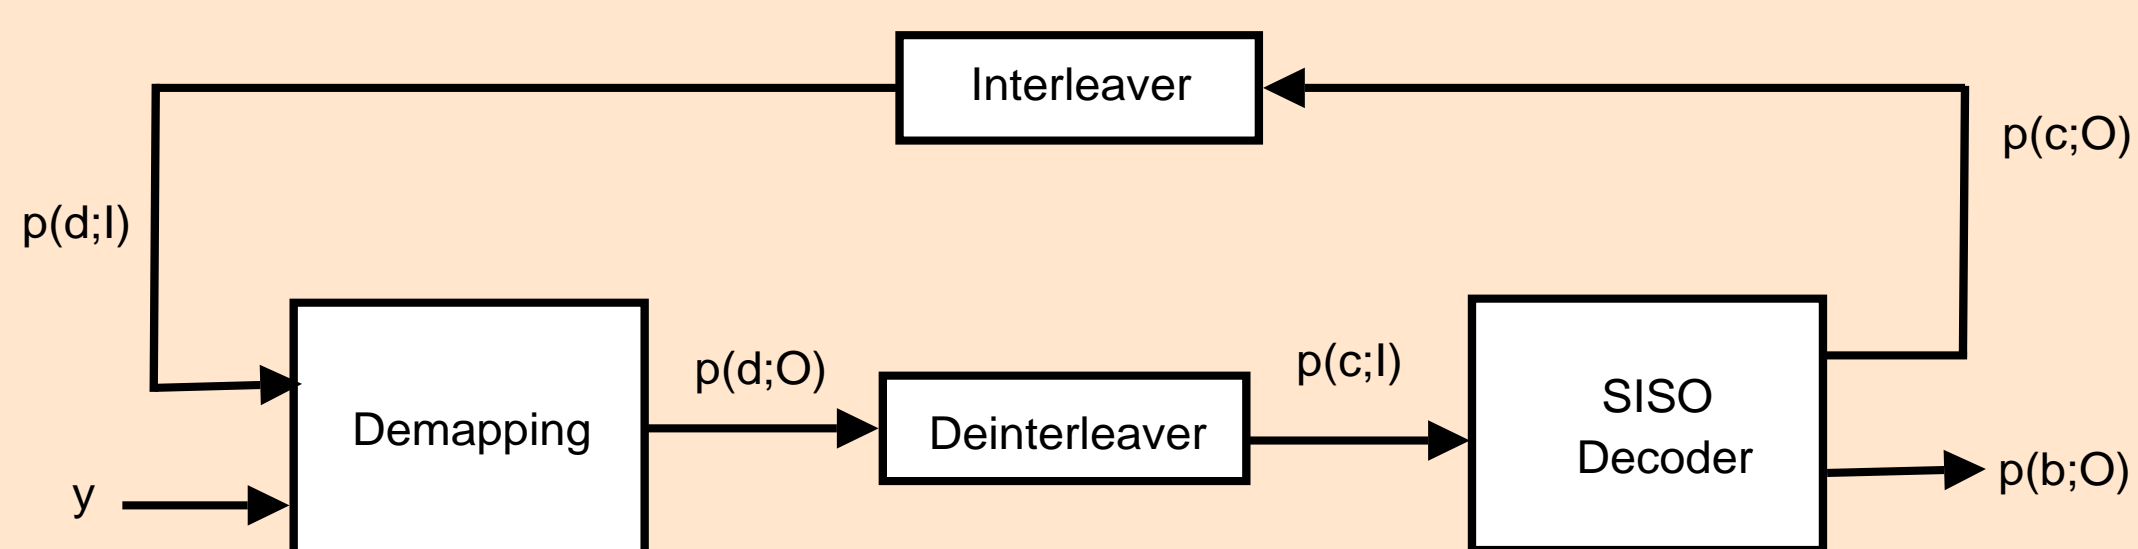 Interleaver
p(c;O)
p(d;I)
p(d;O)
p(c;I)
SISO
Decoder
Demapping
Deinterleaver
y
p(b;O)